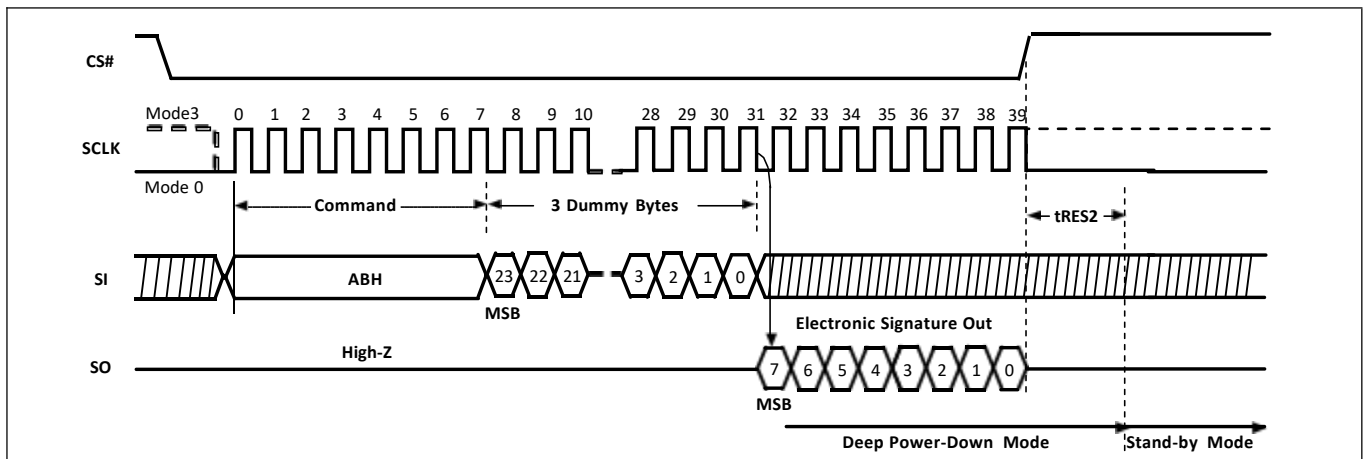 CS#
Mode3
0 1 2 3 4 5 6 7 8 9 10 28 29 30 31 32 33 34 35 36 37 38 39
SCLK
Mode 0
Command
3 Dummy Bytes
tRES2
SI
ABH
23 22 21 3 2 1 0
MSB
Electronic Signature Out
High-Z
SO
7 6 5 4 3 2 1 0
MSB
Deep Power-Down Mode
Stand-by Mode